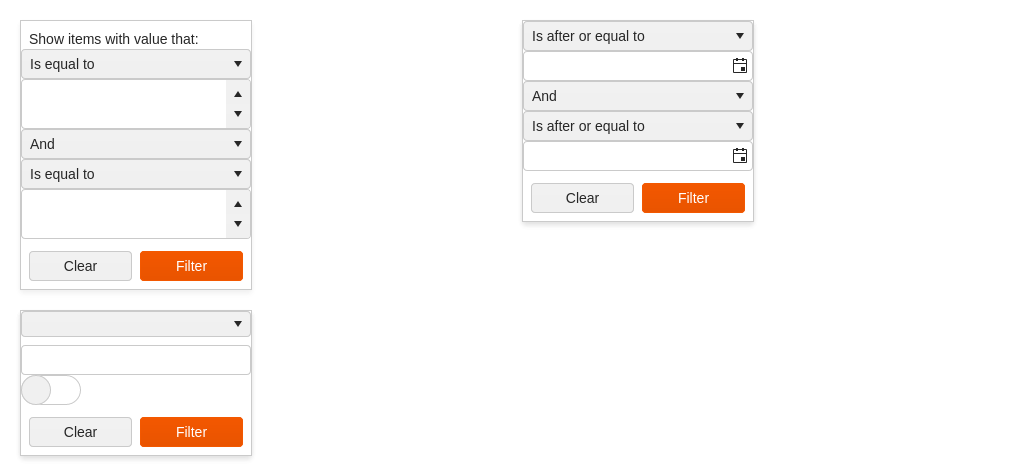 Show items with value that:
Is equal to
And
Is equal to
Clear Filter
Is after or equal to
And
Is after or equal to
Clear Filter
Clear Filter